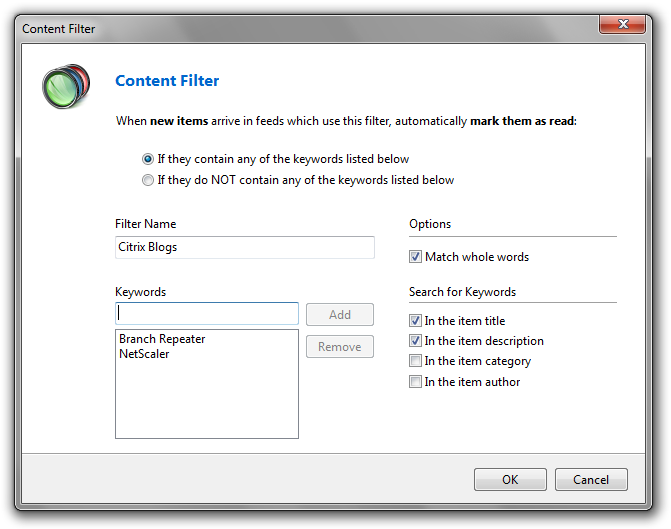 Content Filter
Content Filter
When new items arrive in feeds which use this filter, automatically mark them as read:
If they contain any of the keywords listed below
If they do NOT contain any of the keywords listed below
Filter Name
Citrix Blogs
Options
Match whole words
Keywords
Add
Branch Repeater
NetScaler
Remove
Search for Keywords
In the item title
In the item description
In the item category
In the item author
OK
Cancel